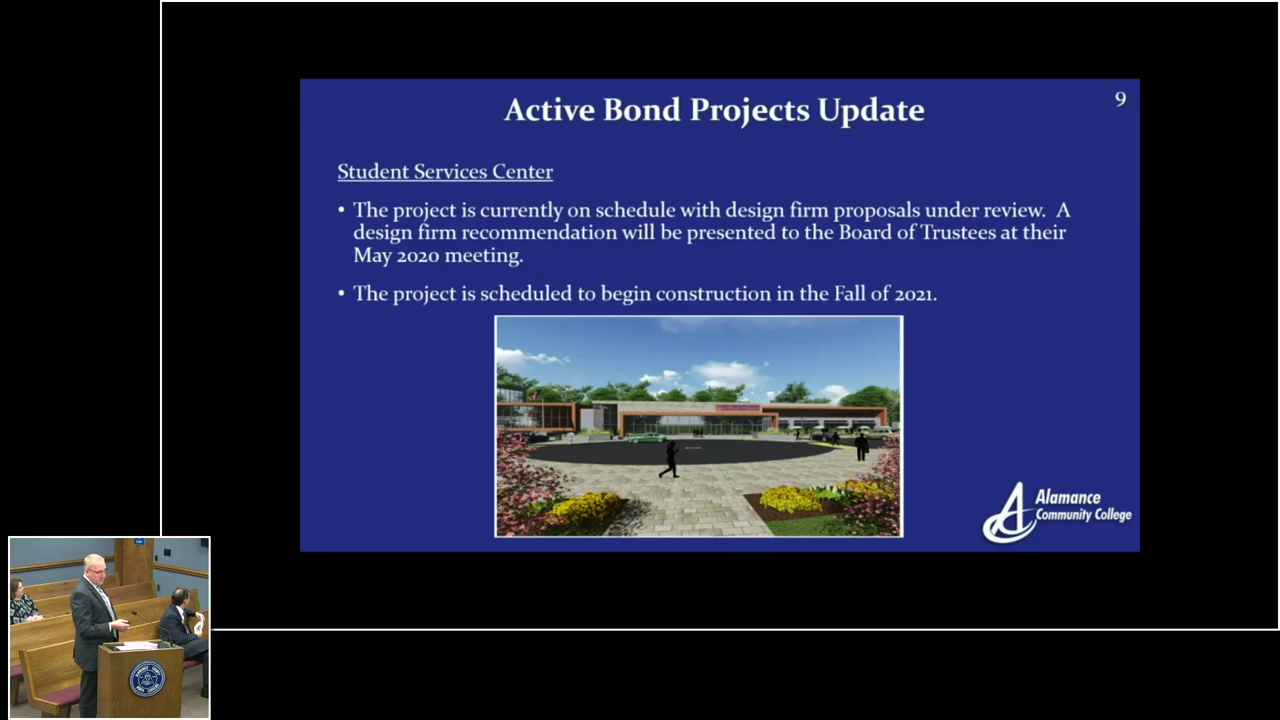 Active Bond Projects Update
9
Student Services Center
• The project is currently on schedule with design firm proposals under review. A
design firm recommendation will be presented to the Board of Trustees at their
May 2020 meeting.
• The project is scheduled to begin construction in the Fall of 2021.
Alamance
Community College